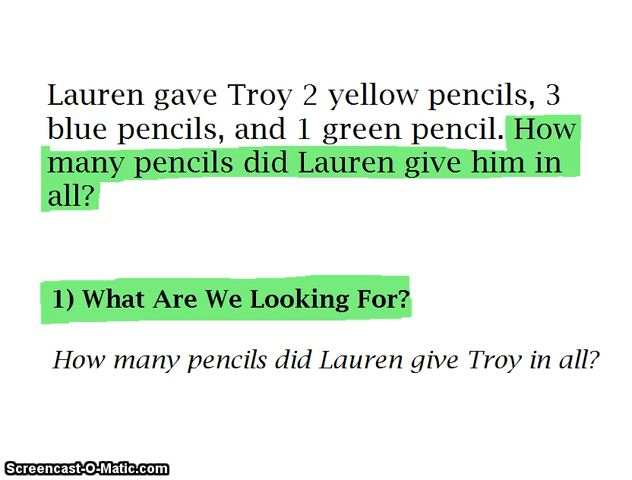 Lauren gave Troy 2 yellow pencils, 3
blue pencils, and 1 green pencil. How
many pencils did Lauren give him in
all?
1) What Are We Looking For?
How many pencils did Lauren give Troy in all?
Screencast-O-Matic.com